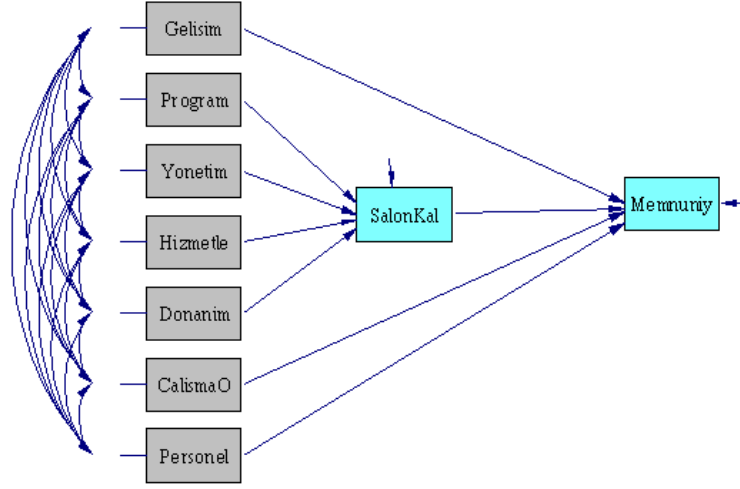 Gelisim
Program
Yonetim
Hizmetle
Donanim
CalismaO
Personel
SalonKal
Memnuniy